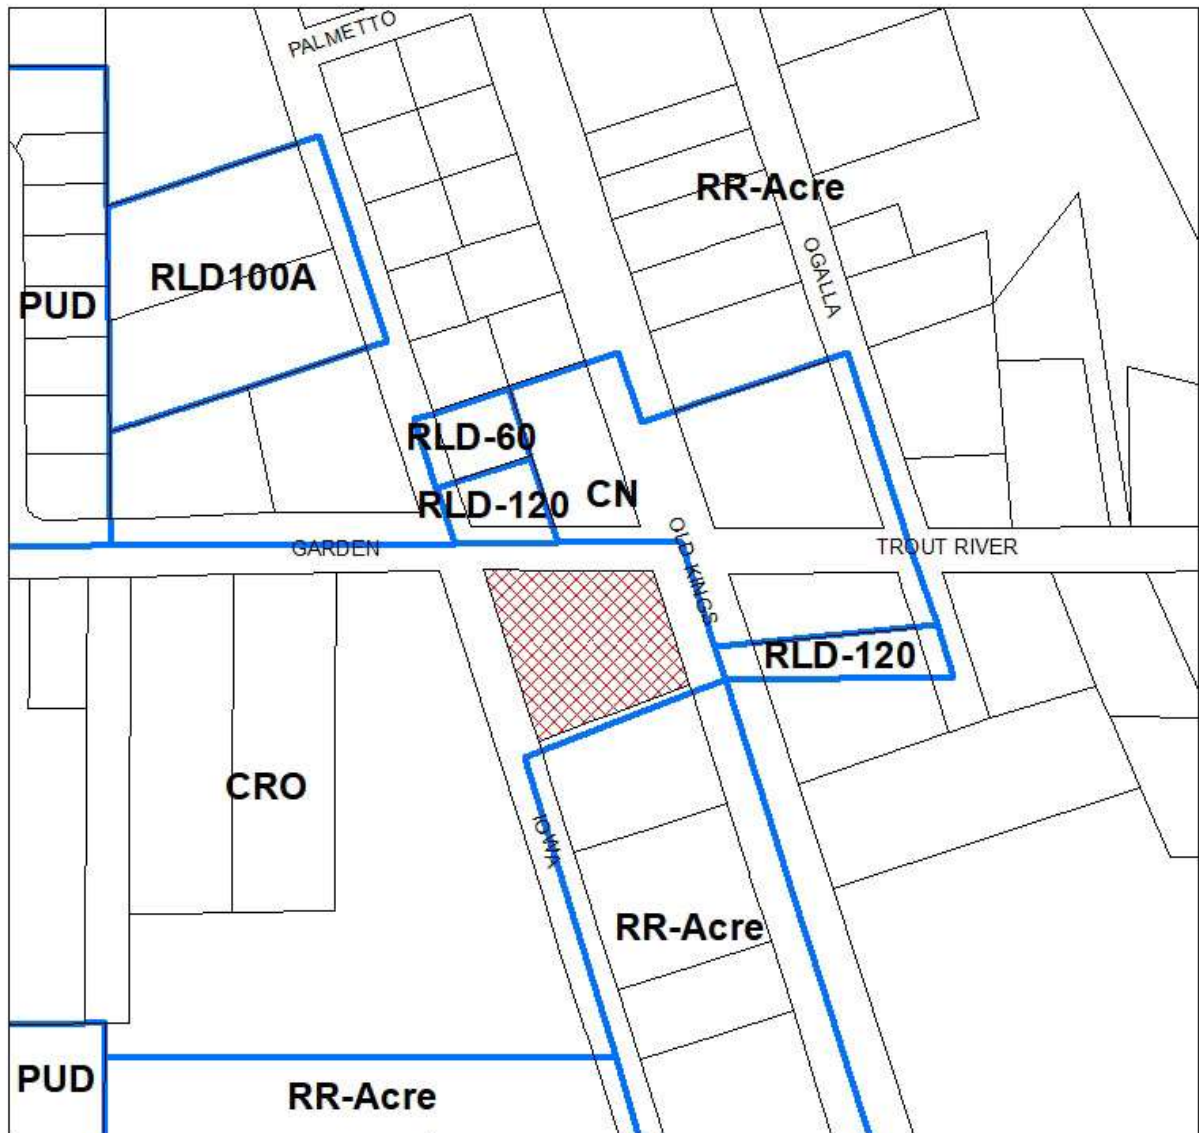 PALMETTO
RR-Acre
OGALLA
RLD100A
PUD
RLD-60
RLD-120
CN
OLD KINGS
GARDEN
TROUT RIVER
RLD-120
CRO
IOWA
RR-Acre
PUD
RR-Acre